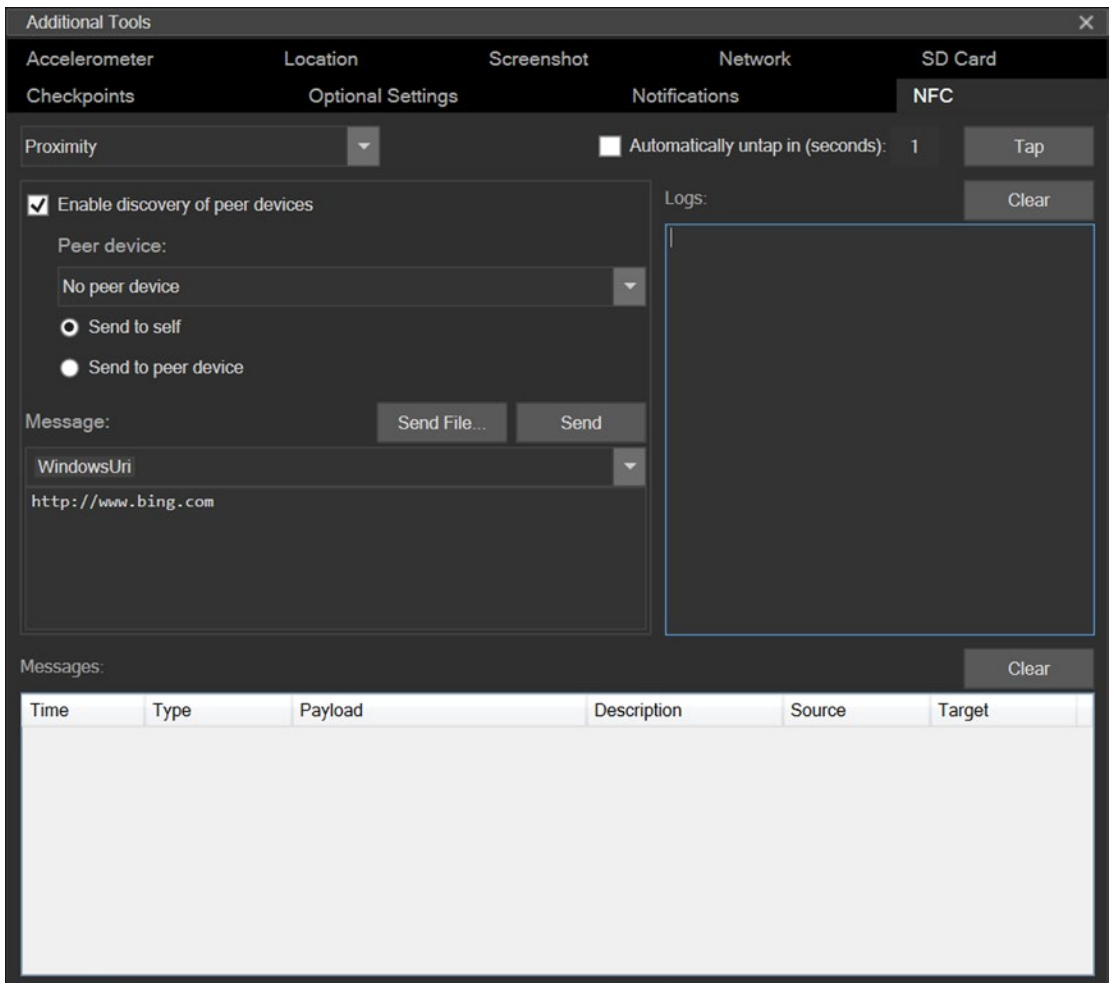 Additional Tools
Accelerometer Location Screenshot Network SD Card
Checkpoints Optional Settings Notifications NFC
Proximity Automatically untap in (seconds): 1 Tap
Enable discovery of peer devices Logs: Clear
Peer device:
No peer device
Send to self
Send to peer device
Message: Send File... Send
WindowsUri
http://www.bing.com
Messages: Clear
Time Type Payload Description Source Target